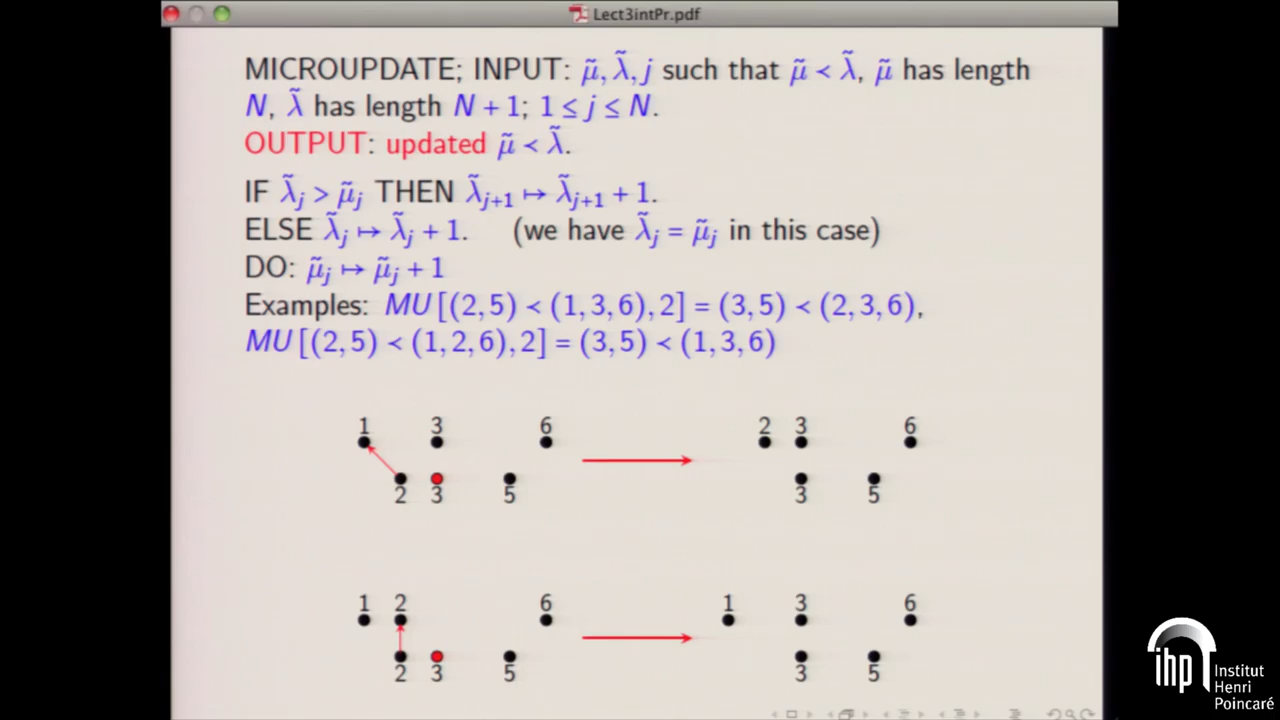 Lect3intPr.pdf
MICROUPDATE; INPUT: μ̃, λ̃, j such that μ̃ ≺ λ̃, μ̃ has length
N, λ̃ has length N + 1; 1 ≤ j ≤ N.
OUTPUT: updated μ̃ ≺ λ̃.
IF λ̃_j > μ̃_j THEN λ̃_{j+1} ↦ λ̃_{j+1} + 1.
ELSE λ̃_j ↦ λ̃_j + 1. (we have λ̃_j = μ̃_j in this case)
DO: μ̃_j ↦ μ̃_j + 1
Examples: MU[(2,5) ≺ (1,3,6),2] = (3,5) ≺ (2,3,6),
MU[(2,5) ≺ (1,2,6),2] = (3,5) ≺ (1,3,6)
1 3 6 2 3 6
2 3 5 3 5
1 2 6 1 3 6
2 3 5 3 5
ihp Institut
Henri
Poincaré